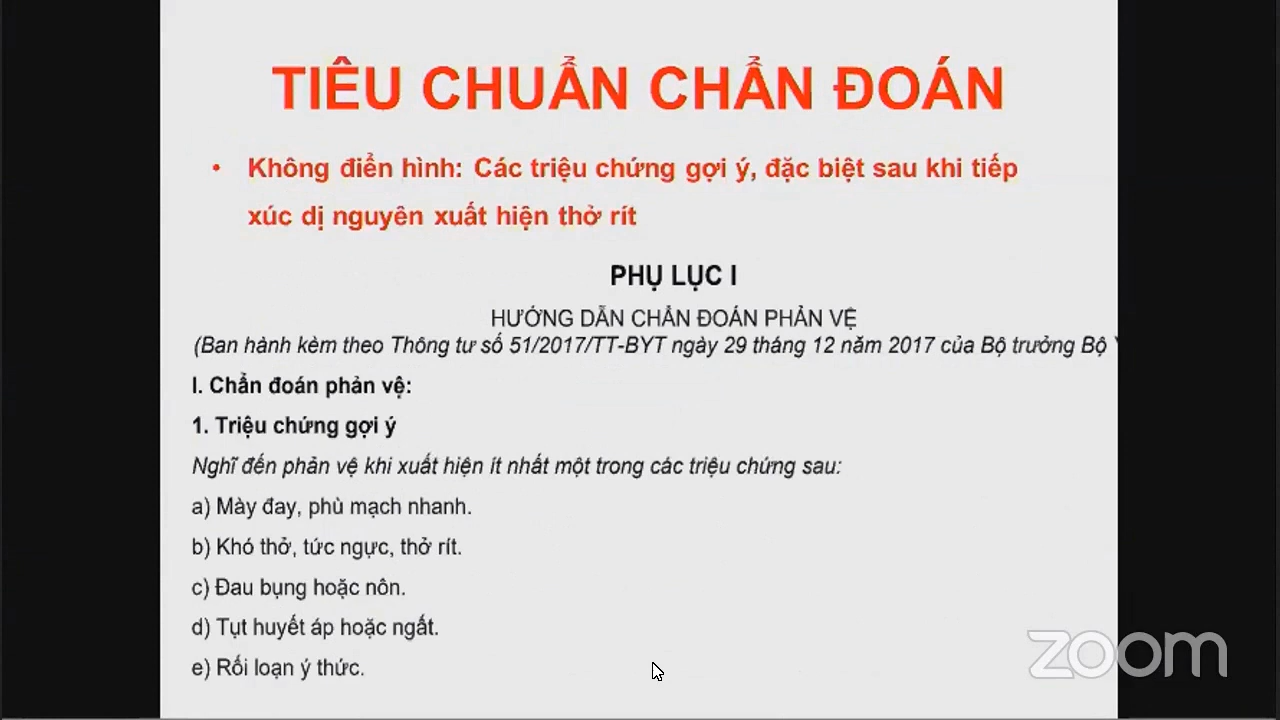 TIÊU CHUẨN CHẨN ĐOÁN
• Không điển hình: Các triệu chứng gợi ý, đặc biệt sau khi tiếp
xúc dị nguyên xuất hiện thở rít
PHỤ LỤC I
HƯỚNG DẪN CHẨN ĐOÁN PHẢN VỆ
(Ban hành kèm theo Thông tư số 51/2017/TT-BYT ngày 29 tháng 12 năm 2017 của Bộ trưởng Bộ
I. Chẩn đoán phản vệ:
1. Triệu chứng gợi ý
Nghĩ đến phản vệ khi xuất hiện ít nhất một trong các triệu chứng sau:
a) Mày đay, phù mạch nhanh.
b) Khó thở, tức ngực, thở rít.
c) Đau bụng hoặc nôn.
d) Tụt huyết áp hoặc ngất.
e) Rối loạn ý thức.
zoom